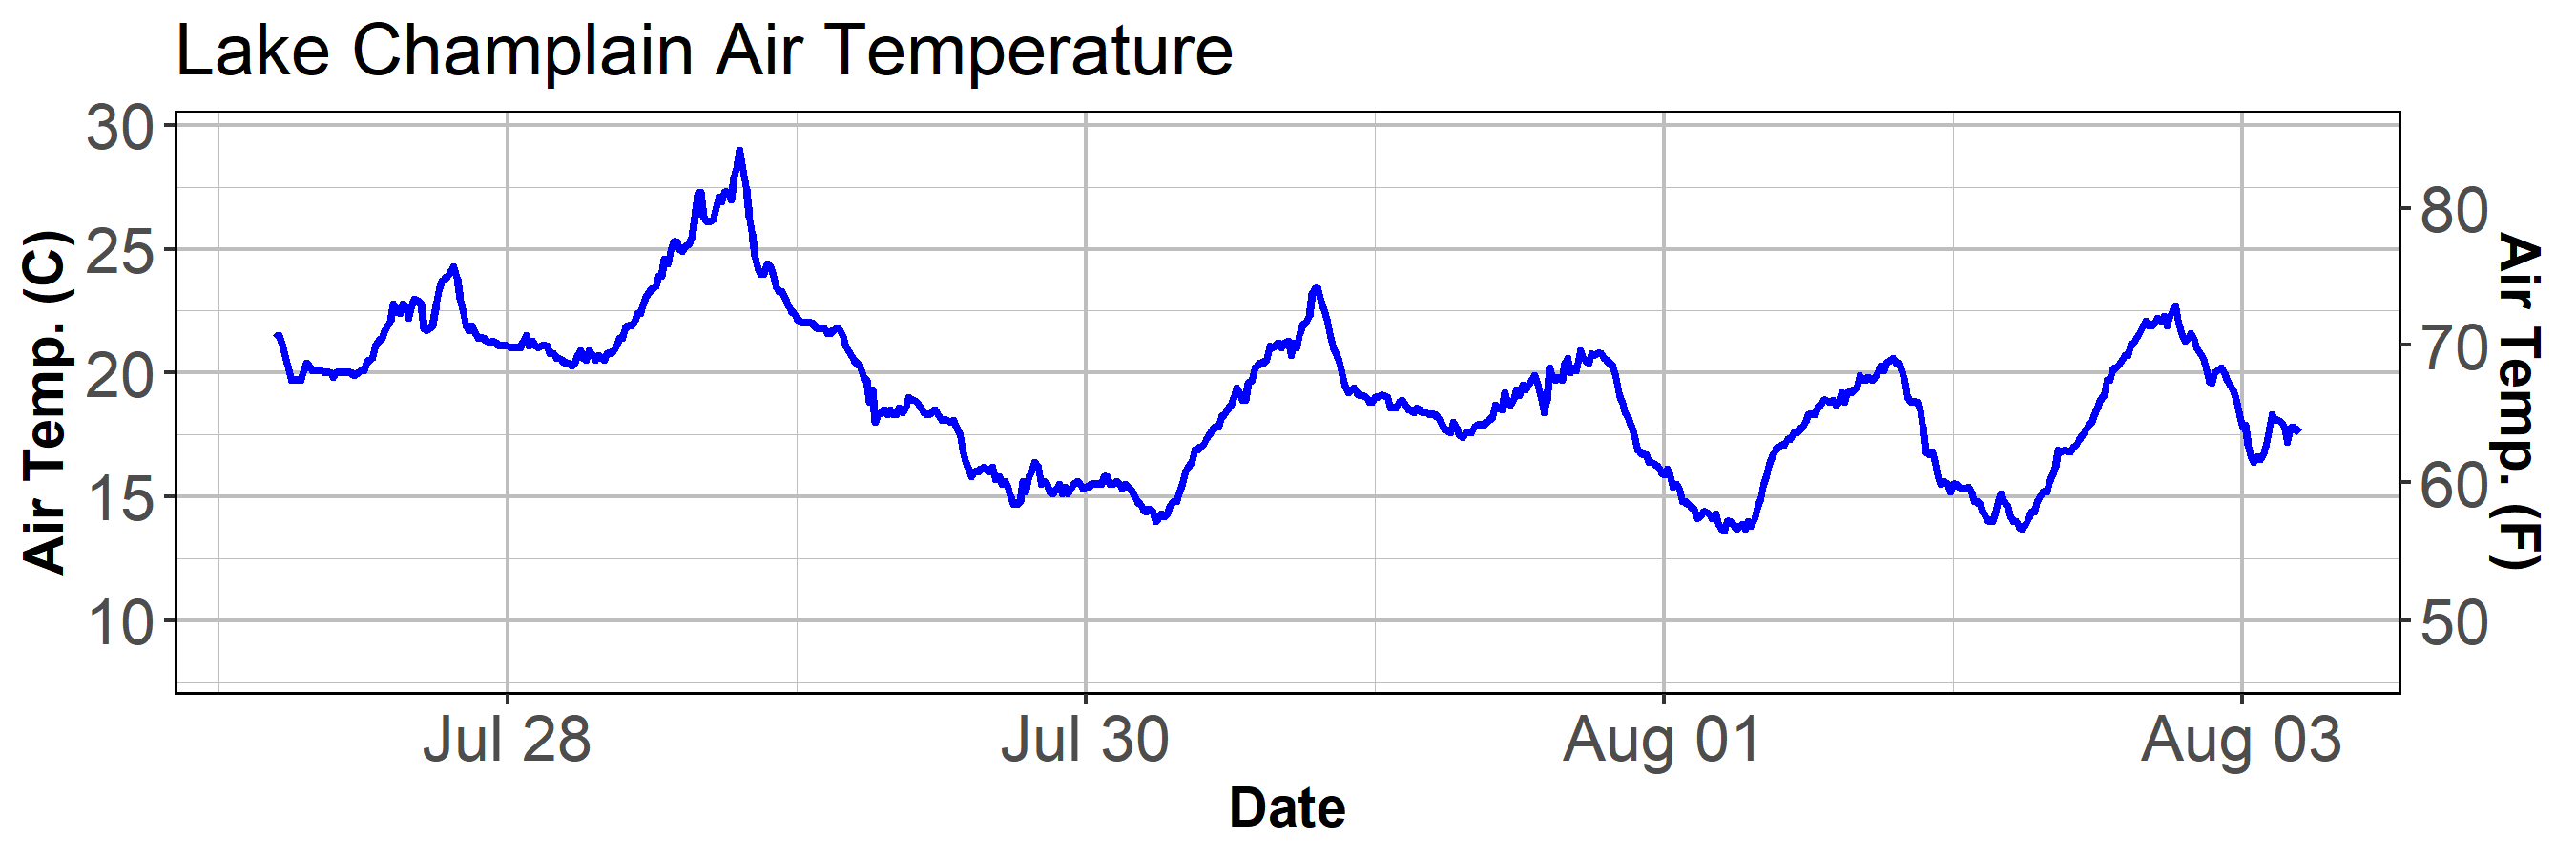 Lake Champlain Air Temperature
30
25
20
15
10
Air Temp. (C)
80
70
60
50
Air Temp. (F)
Jul 28 Jul 30 Aug 01 Aug 03
Date